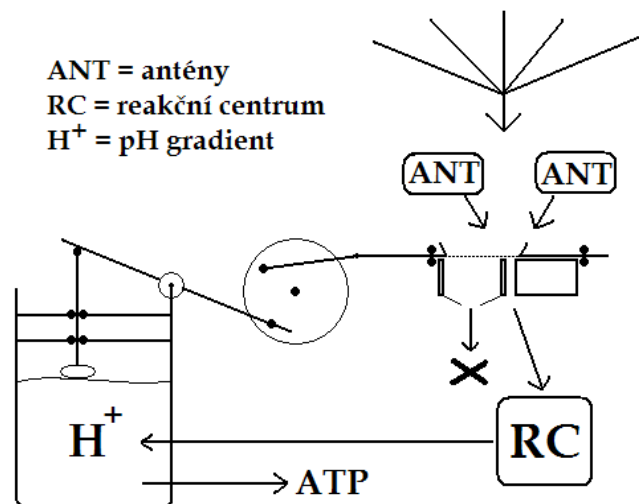 ANT = antény
RC = reakční centrum
H⁺ = pH gradient
ANT
ANT
H⁺
RC
ATP